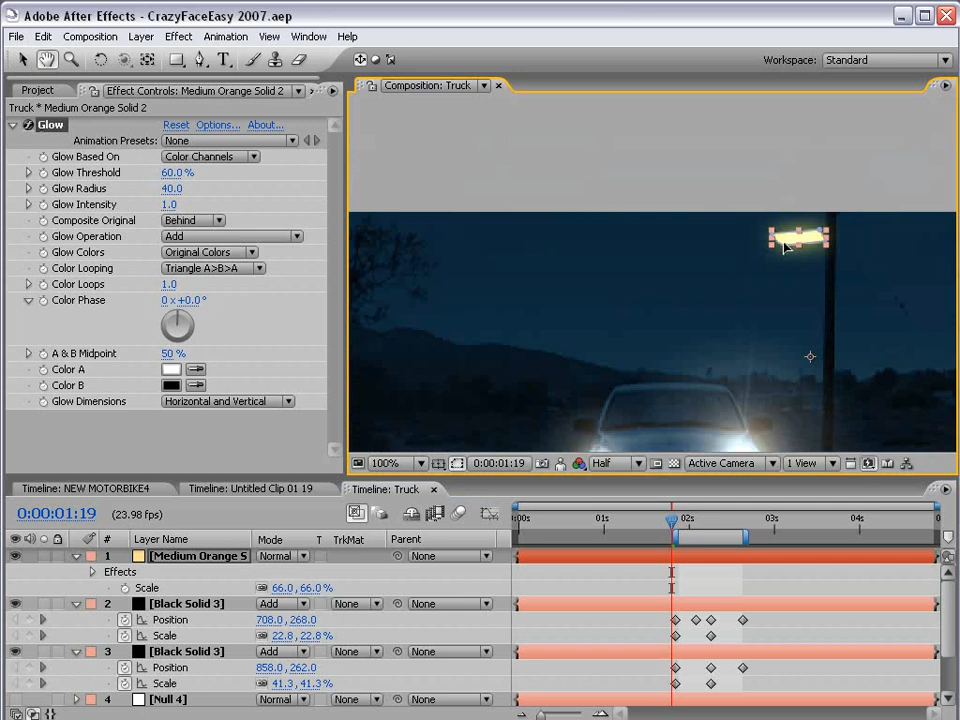 Adobe After Effects - CrazyFaceEasy 2007.aep
File Edit Composition Layer Effect Animation View Window Help
Workspace: Standard
Project Effect Controls: Medium Orange Solid 2
Composition: Truck
Truck * Medium Orange Solid 2
Glow Reset Options... About...
Animation Presets: None
Glow Based On Color Channels
Glow Threshold 60.0 %
Glow Radius 40.0
Glow Intensity 1.0
Composite Original Behind
Glow Operation Add
Glow Colors Original Colors
Color Looping Triangle A>B>A
Color Loops 1.0
Color Phase 0 x +0.0 °
A & B Midpoint 50 %
Color A
Color B
Glow Dimensions Horizontal and Vertical
100% 0:00:01:19 Half Active Camera 1 View
Timeline: NEW MOTORBIKE4 Timeline: Untitled Clip 01 19 Timeline: Truck
0:00:01:19 (23.98 fps)
:00s 01s 02s 03s 04s 0
# Layer Name Mode T TrkMat Parent
1 [Medium Orange S Normal None
Effects
Scale 66.0, 66.0 %
2 [Black Solid 3] Add None None
Position 708.0, 268.0
Scale 22.8, 22.8 %
3 [Black Solid 3] Add None None
Position 858.0, 262.0
Scale 41.3, 41.3 %
4 [Null 4] Normal None None